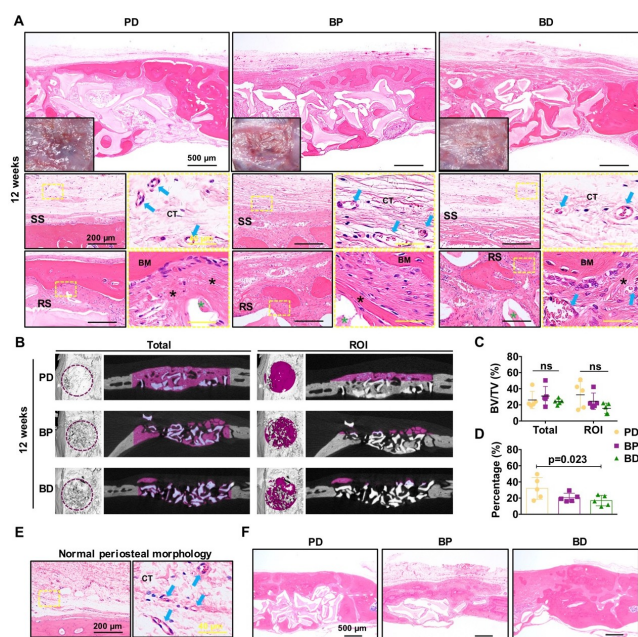 A
PD
BP
BD
12 weeks
500 μm
SS
CT
CT
SS
CT
SS
200 μm
RS
BM
*
*
*
RS
BM
*
*
RS
BM
*
*
B
Total
ROI
12 weeks
PD
BP
BD
C
BV/TV (%)
80
60
40
20
0
ns
ns
Total
ROI
D
Percentage (%)
80
60
40
20
0
p=0.023
PD
BP
BD
E
Normal periosteal morphology
CT
200 μm
F
PD
BP
BD
500 μm